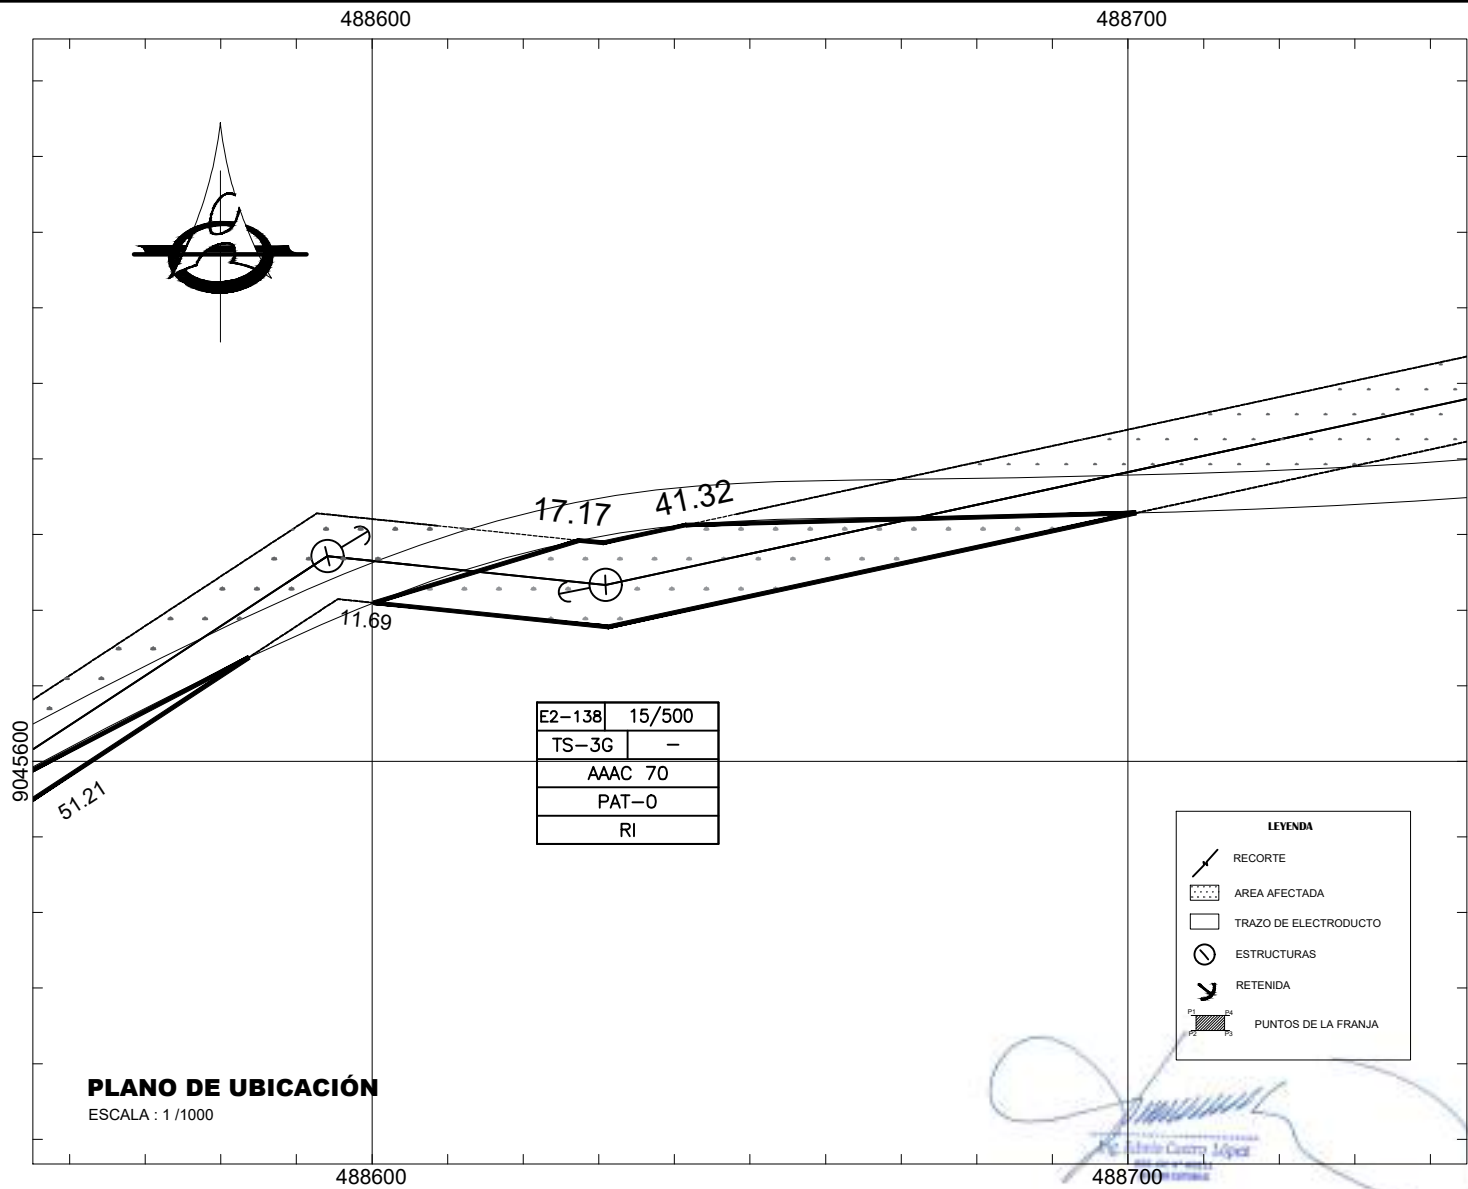 488600
488700
17.17
41.32
11.69
9045600
51.21
E2-138 15/500
TS-3G -
AAAC 70
PAT-0
RI
LEYENDA
RECORTE
AREA AFECTADA
TRAZO DE ELECTRODUCTO
ESTRUCTURAS
RETENIDA
P1 P4
PUNTOS DE LA FRANJA
P2 P3
PLANO DE UBICACIÓN
ESCALA : 1 /1000
Castro López
488600
488700